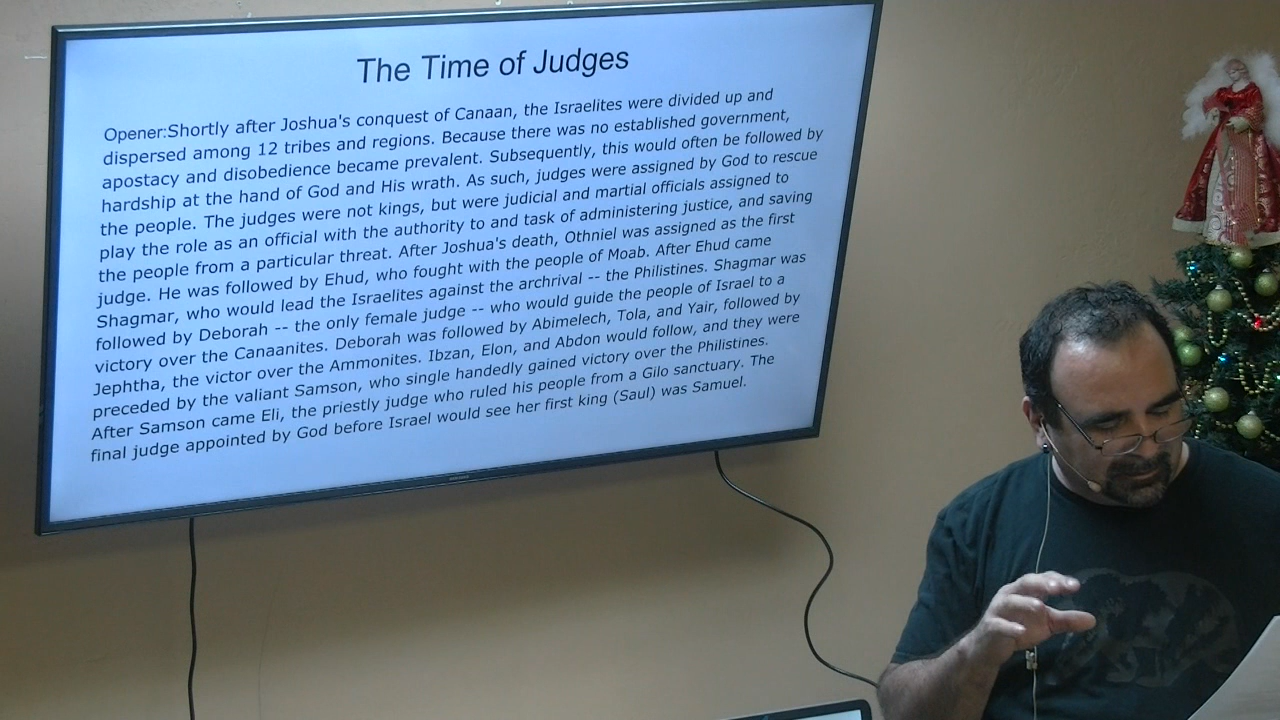 The Time of Judges
Opener:Shortly after Joshua's conquest of Canaan, the Israelites were divided up and
dispersed among 12 tribes and regions. Because there was no established government,
apostacy and disobedience became prevalent. Subsequently, this would often be followed by
hardship at the hand of God and His wrath. As such, judges were assigned by God to rescue
the people. The judges were not kings, but were judicial and martial officials assigned to
play the role as an official with the authority to and task of administering justice, and saving
the people from a particular threat. After Joshua's death, Othniel was assigned as the first
judge. He was followed by Ehud, who fought with the people of Moab. After Ehud came
Shagmar, who would lead the Israelites against the archrival -- the Philistines. Shagmar was
followed by Deborah -- the only female judge -- who would guide the people of Israel to a
victory over the Canaanites. Deborah was followed by Abimelech, Tola, and Yair, followed by
Jephtha, the victor over the Ammonites. Ibzan, Elon, and Abdon would follow, and they were
preceded by the valiant Samson, who single handedly gained victory over the Philistines.
After Samson came Eli, the priestly judge who ruled his people from a Gilo sanctuary. The
final judge appointed by God before Israel would see her first king (Saul) was Samuel.